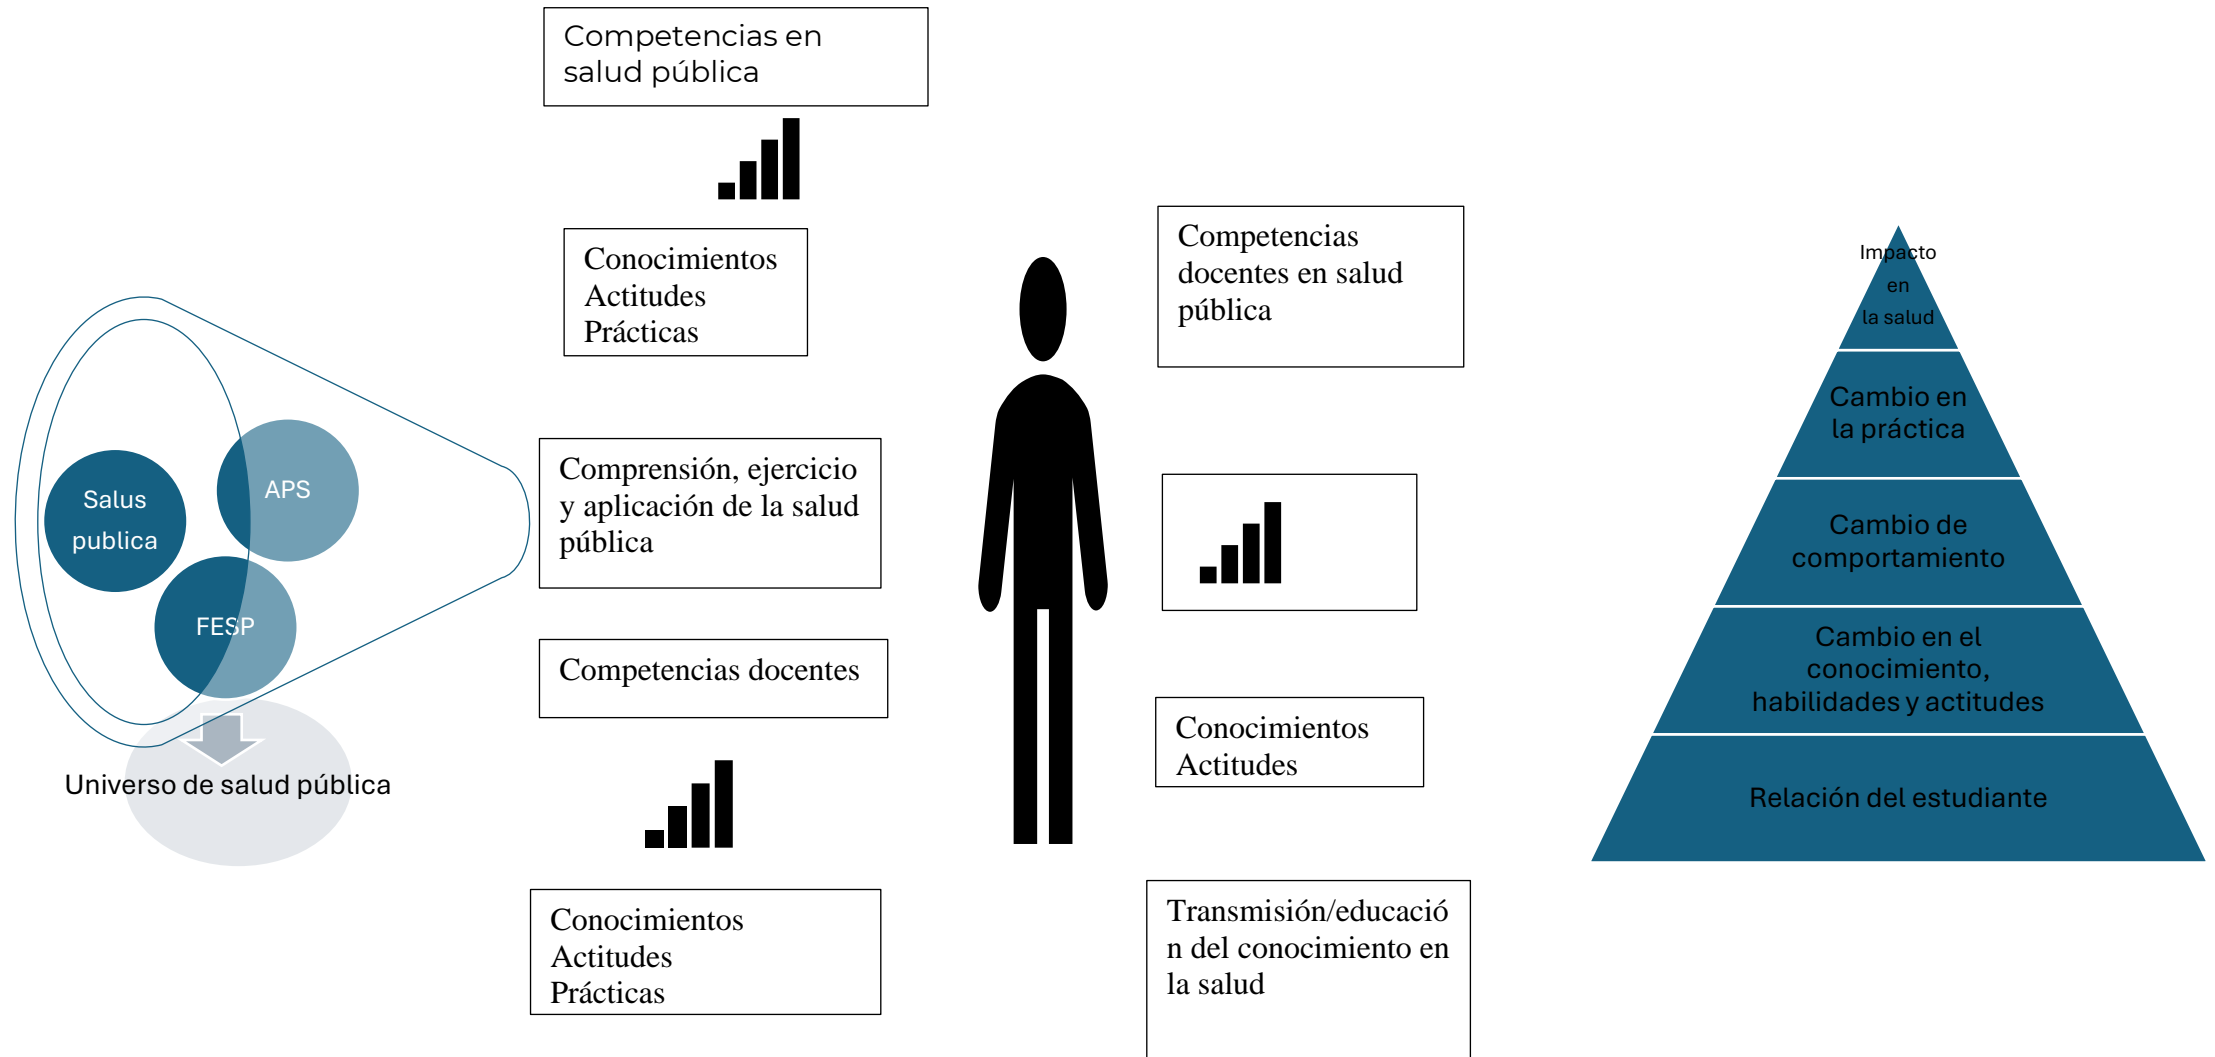 Competencias en
salud pública
Conocimientos
Actitudes
Prácticas
Salus
publica
APS
FESP
Universo de salud pública
Comprensión, ejercicio
y aplicación de la salud
pública
Competencias docentes
Conocimientos
Actitudes
Prácticas
Competencias
docentes en salud
pública
Conocimientos
Actitudes
Transmisión/educació
n del conocimiento en
la salud
Impacto
en
la salud
Cambio en
la práctica
Cambio de
comportamiento
Cambio en el
conocimiento,
habilidades y actitudes
Relación del estudiante